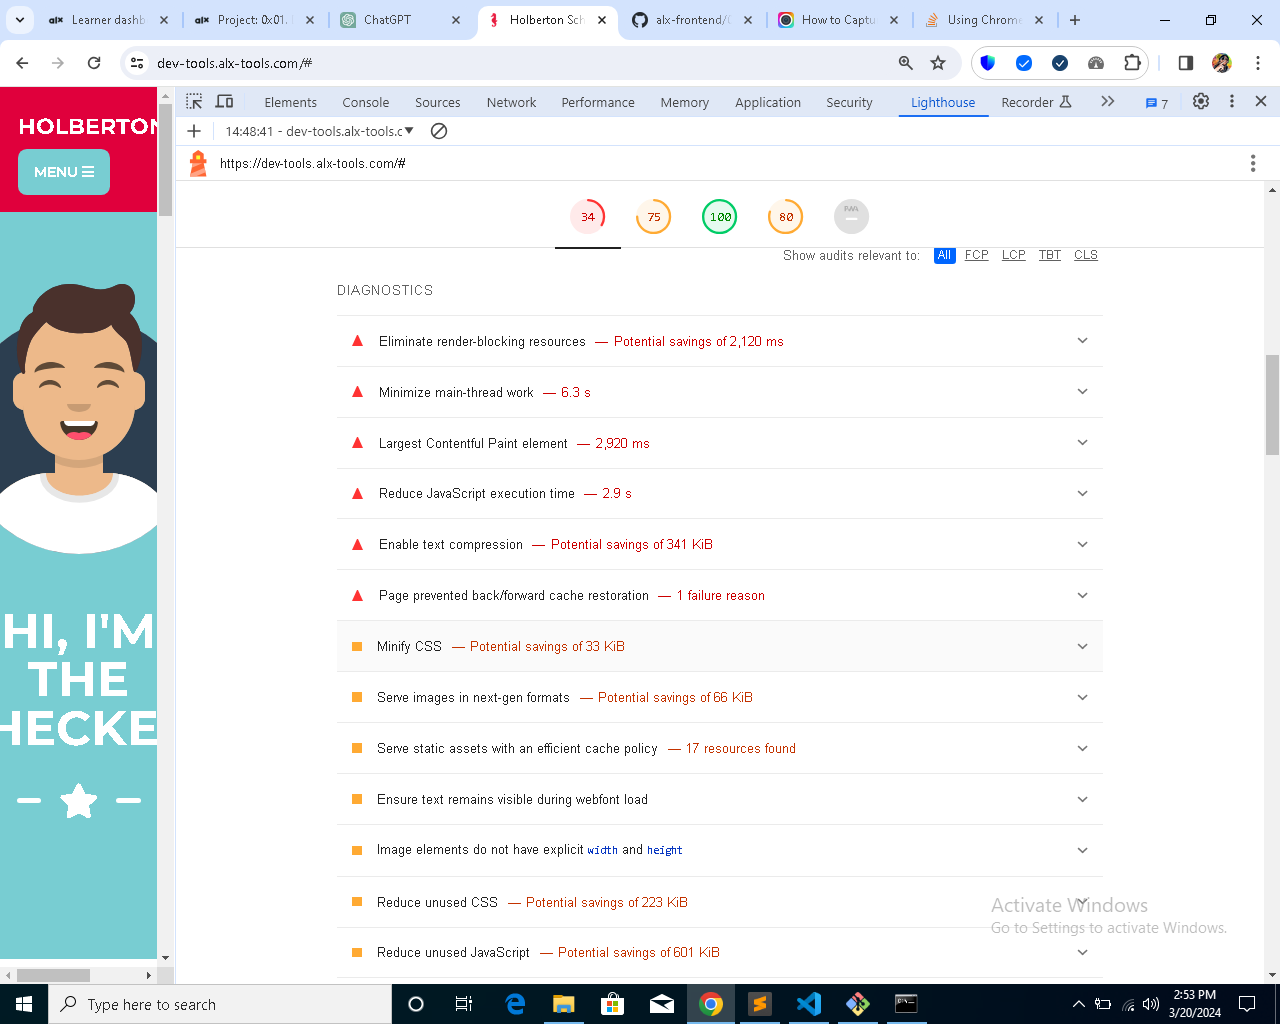 Learner dashb
Project: 0x01.
ChatGPT
Holberton Sch
alx-frontend/
How to Captu
Using Chrome
dev-tools.alx-tools.com/#
HOLBERTON
MENU
HI, I'M
THE
HECKE
Elements
Console
Sources
Network
Performance
Memory
Application
Security
Lighthouse
Recorder
7
14:48:41 - dev-tools.alx-tools.c
https://dev-tools.alx-tools.com/#
34
75
100
80
PWA
Show audits relevant to: All FCP LCP TBT CLS
DIAGNOSTICS
Eliminate render-blocking resources — Potential savings of 2,120 ms
Minimize main-thread work — 6.3 s
Largest Contentful Paint element — 2,920 ms
Reduce JavaScript execution time — 2.9 s
Enable text compression — Potential savings of 341 KiB
Page prevented back/forward cache restoration — 1 failure reason
Minify CSS — Potential savings of 33 KiB
Serve images in next-gen formats — Potential savings of 66 KiB
Serve static assets with an efficient cache policy — 17 resources found
Ensure text remains visible during webfont load
Image elements do not have explicit width and height
Reduce unused CSS — Potential savings of 223 KiB
Reduce unused JavaScript — Potential savings of 601 KiB
Activate Windows
Go to Settings to activate Windows.
Type here to search
2:53 PM
3/20/2024